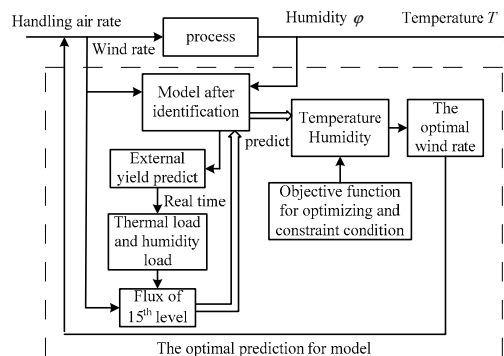 Handling air rate
Humidity φ
Temperature T
Wind rate
process
Model after
identification
Temperature
Humidity
The
optimal
wind rate
predict
External
yield predict
Real time
Objective function
for optimizing and
constraint condition
Thermal load
and humidity
load
Flux of
15th level
The optimal prediction for model